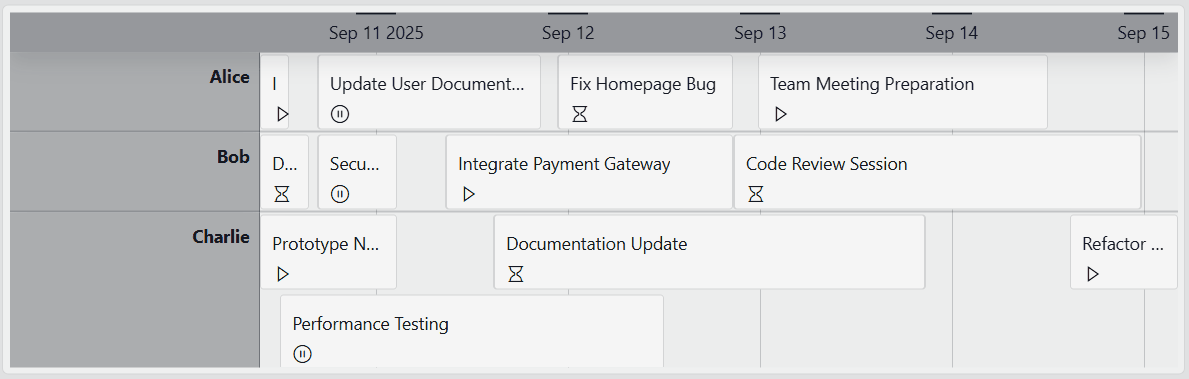 Sep 11 2025 Sep 12 Sep 13 Sep 14 Sep 15
Alice
I
Update User Document...
Fix Homepage Bug
Team Meeting Preparation
Bob
D...
Secu...
Integrate Payment Gateway
Code Review Session
Charlie
Prototype N...
Documentation Update
Refactor ...
Performance Testing